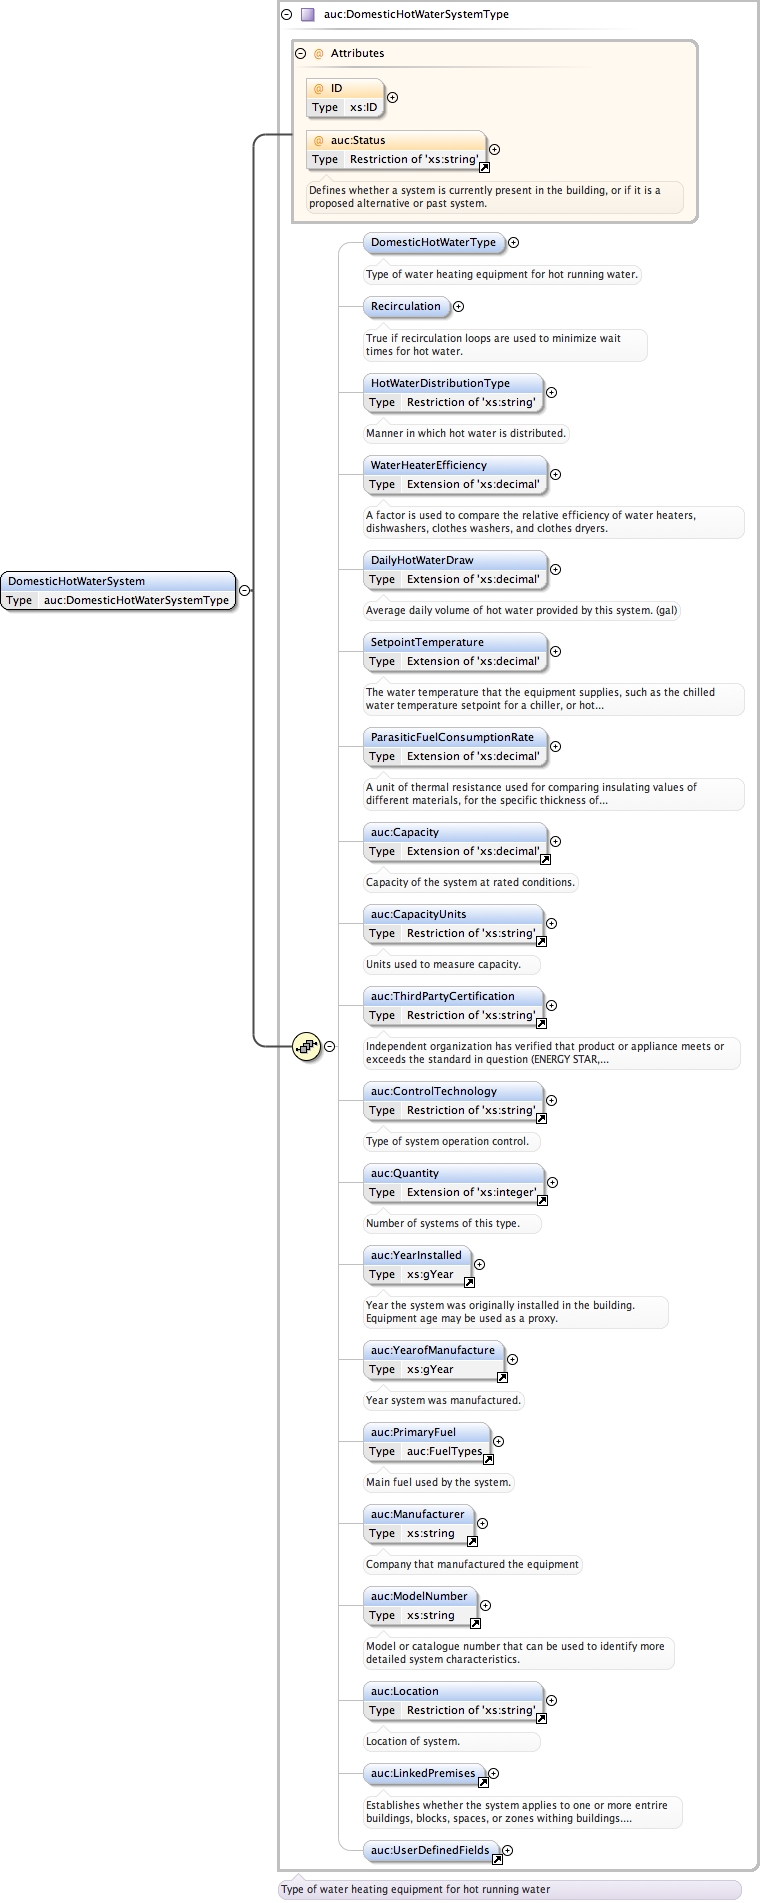 auc:DomesticHotWaterSystemType
@ Attributes
@ ID
Type xs:ID
@ auc:Status
Type Restriction of 'xs:string'
Defines whether a system is currently present in the building, or if it is a
proposed alternative or past system.
DomesticHotWaterType
Type of water heating equipment for hot running water.
Recirculation
True if recirculation loops are used to minimize wait
times for hot water.
HotWaterDistributionType
Type Restriction of 'xs:string'
Manner in which hot water is distributed.
WaterHeaterEfficiency
Type Extension of 'xs:decimal'
A factor is used to compare the relative efficiency of water heaters,
dishwashers, clothes washers, and clothes dryers.
DailyHotWaterDraw
Type Extension of 'xs:decimal'
DomesticHotWaterSystem
Type auc:DomesticHotWaterSystemType
Average daily volume of hot water provided by this system. (gal)
SetpointTemperature
Type Extension of 'xs:decimal'
The water temperature that the equipment supplies, such as the chilled
water temperature setpoint for a chiller, or hot...
ParasiticFuelConsumptionRate
Type Extension of 'xs:decimal'
A unit of thermal resistance used for comparing insulating values of
different materials, for the specific thickness of...
auc:Capacity
Type Extension of 'xs:decimal'
Capacity of the system at rated conditions.
auc:CapacityUnits
Type Restriction of 'xs:string'
Units used to measure capacity.
auc:ThirdPartyCertification
Type Restriction of 'xs:string'
Independent organization has verified that product or appliance meets or
exceeds the standard in question (ENERGY STAR,...
auc:ControlTechnology
Type Restriction of 'xs:string'
Type of system operation control.
auc:Quantity
Type Extension of 'xs:integer'
Number of systems of this type.
auc:YearInstalled
Type xs:gYear
Year the system was originally installed in the building.
Equipment age may be used as a proxy.
auc:YearofManufacture
Type xs:gYear
Year system was manufactured.
auc:PrimaryFuel
Type auc:FuelTypes
Main fuel used by the system.
auc:Manufacturer
Type xs:string
Company that manufactured the equipment
auc:ModelNumber
Type xs:string
Model or catalogue number that can be used to identify more
detailed system characteristics.
auc:Location
Type Restriction of 'xs:string'
Location of system.
auc:LinkedPremises
Establishes whether the system applies to one or more entrire
buildings, blocks, spaces, or zones withing buildings....
auc:UserDefinedFields
Type of water heating equipment for hot running water